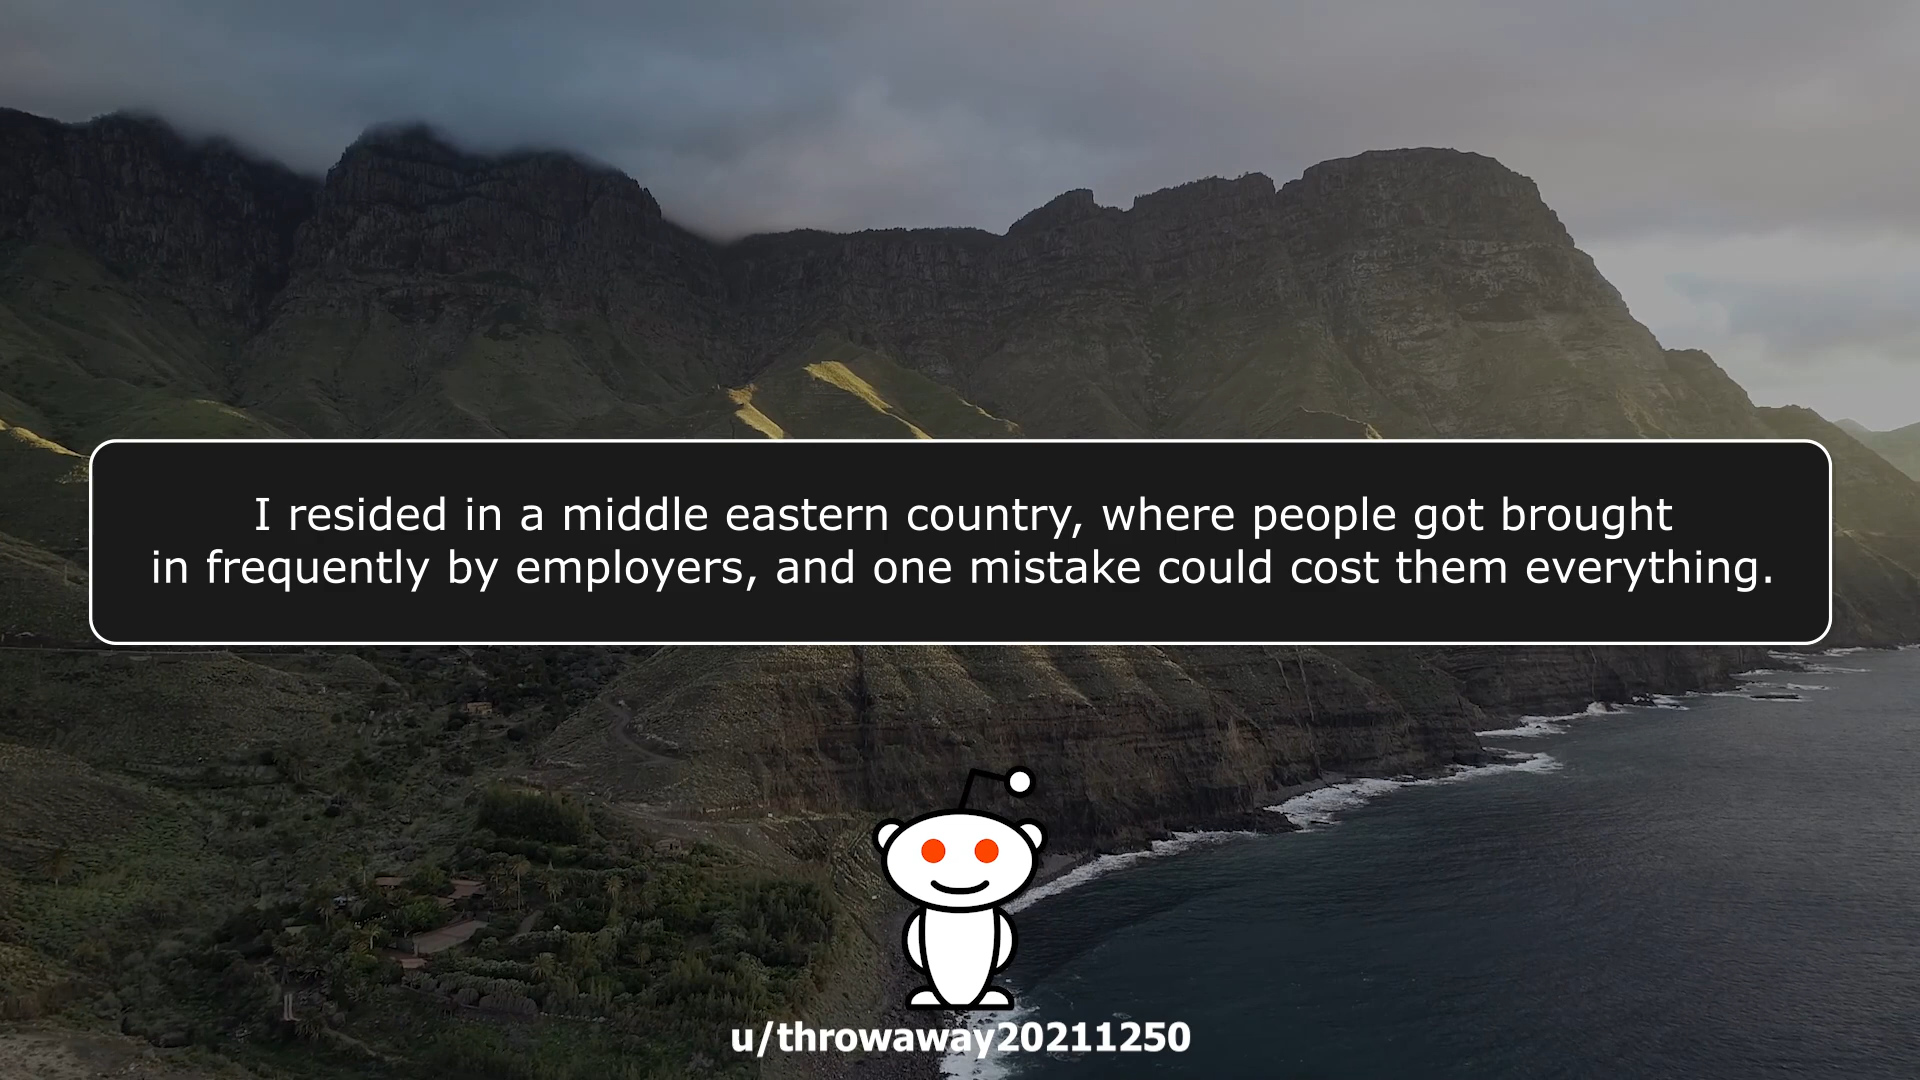 I resided in a middle eastern country, where people got brought
in frequently by employers, and one mistake could cost them everything.
u/throwaway20211250